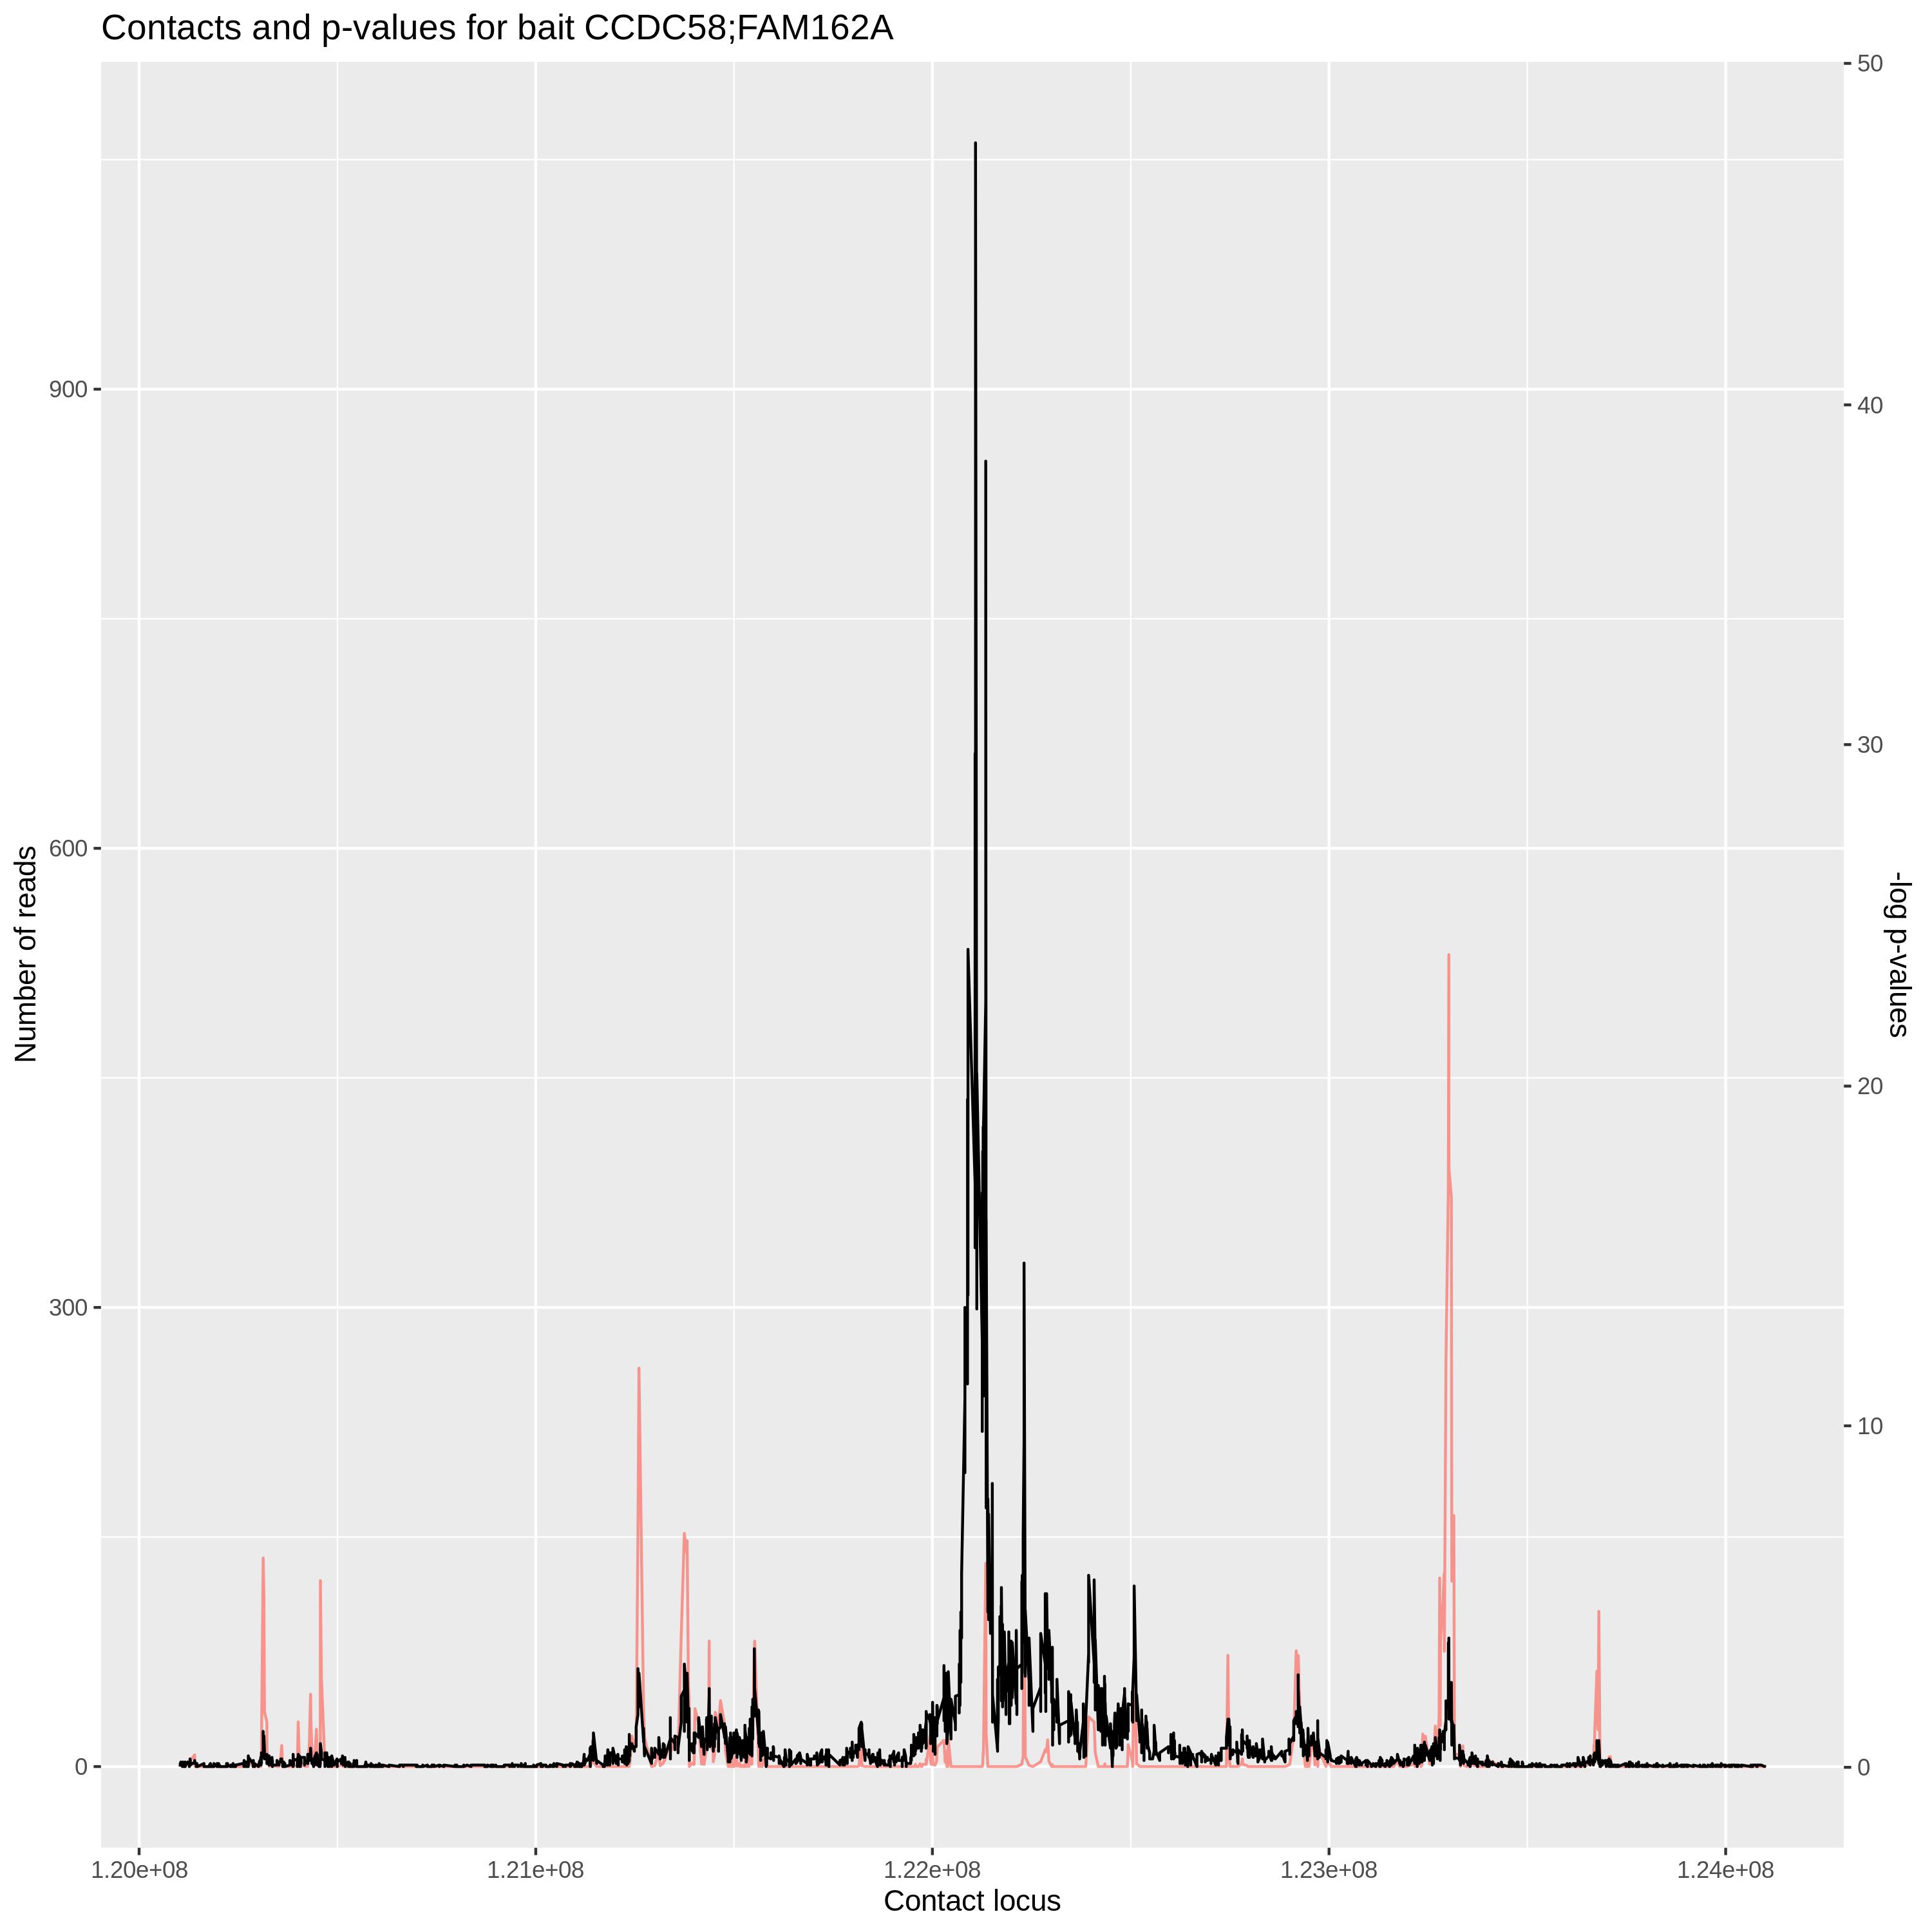 Contacts and p-values for bait CCDC58;FAM162A
50
900
40
30
600
Number of reads
-log p-values
20
300
10
0
0
1.20e+08
1.21e+08
1.22e+08
1.23e+08
1.24e+08
Contact locus